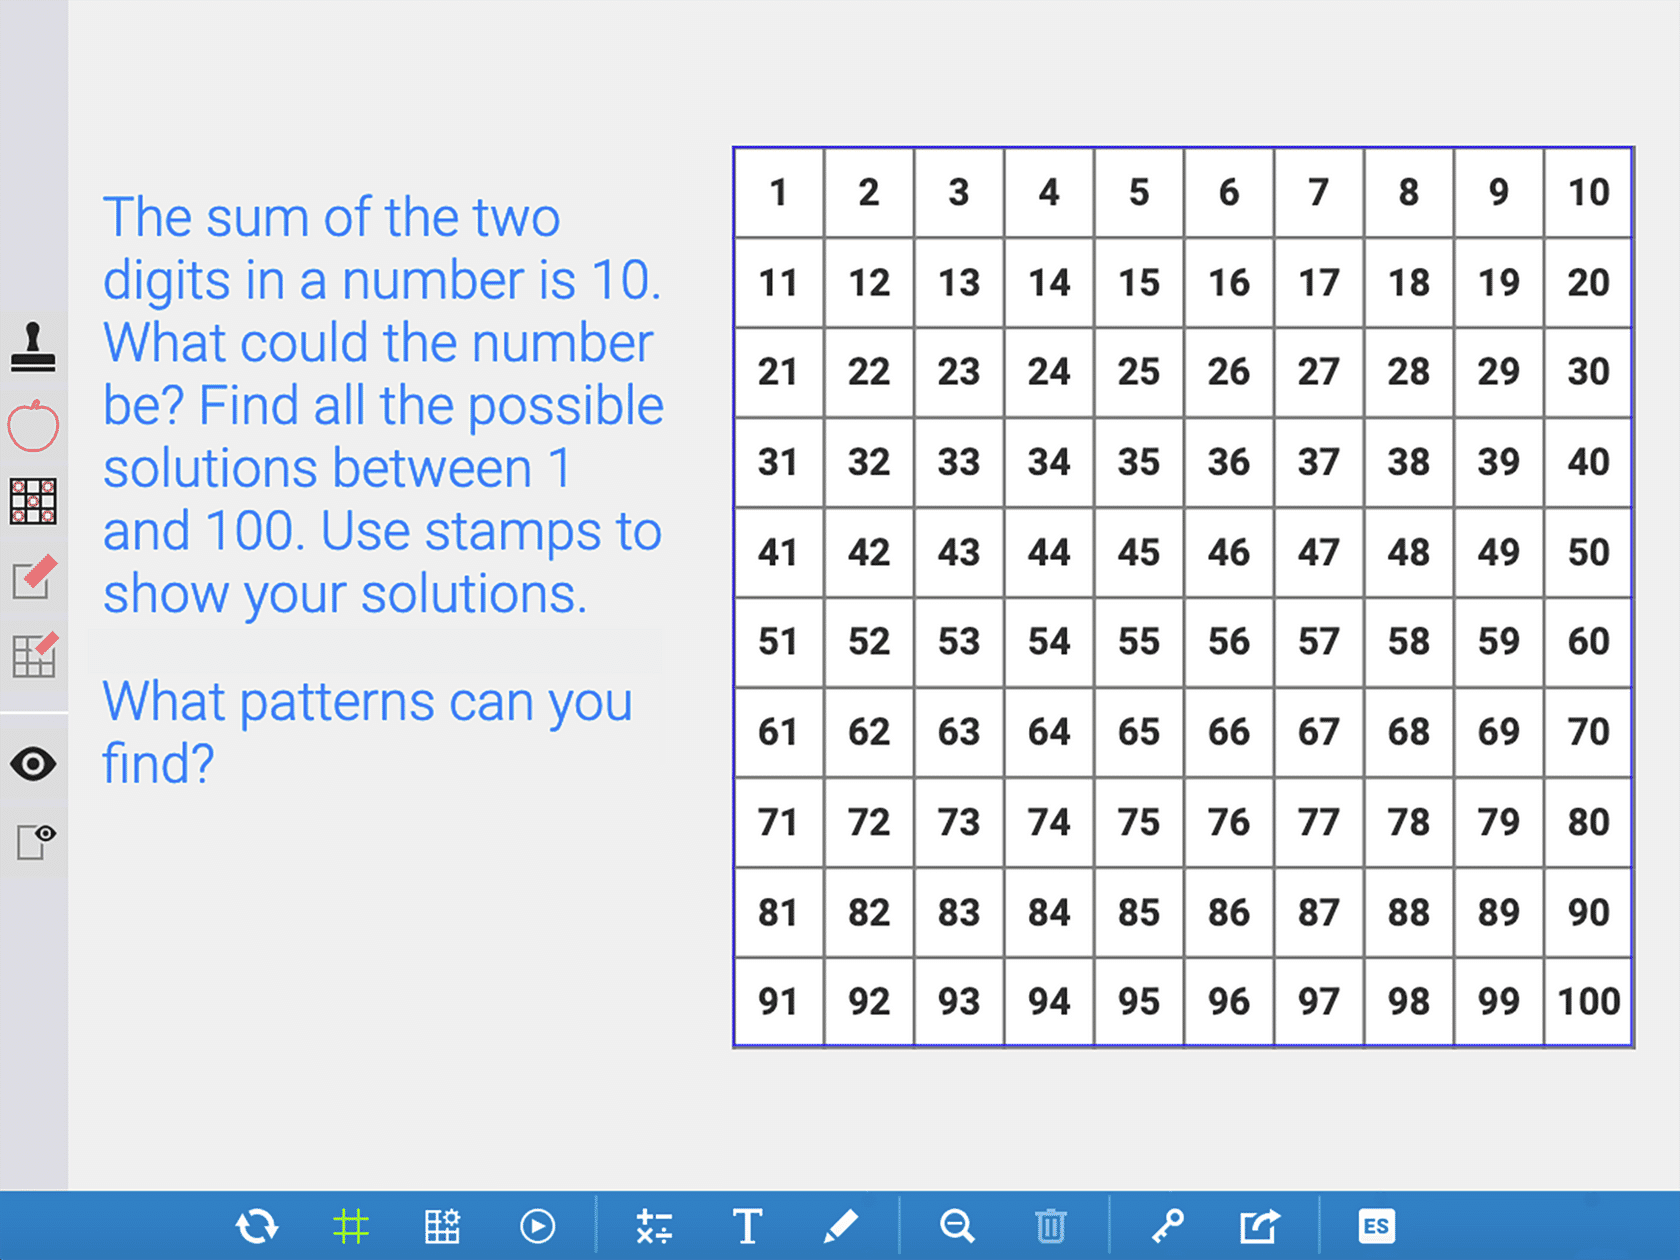 The sum of the two
digits in a number is 10.
What could the number
be? Find all the possible
solutions between 1
and 100. Use stamps to
show your solutions.
What patterns can you
find?
1 2 3 4 5 6 7 8 9 10
11 12 13 14 15 16 17 18 19 20
21 22 23 24 25 26 27 28 29 30
31 32 33 34 35 36 37 38 39 40
41 42 43 44 45 46 47 48 49 50
51 52 53 54 55 56 57 58 59 60
61 62 63 64 65 66 67 68 69 70
71 72 73 74 75 76 77 78 79 80
81 82 83 84 85 86 87 88 89 90
91 92 93 94 95 96 97 98 99 100
T ES